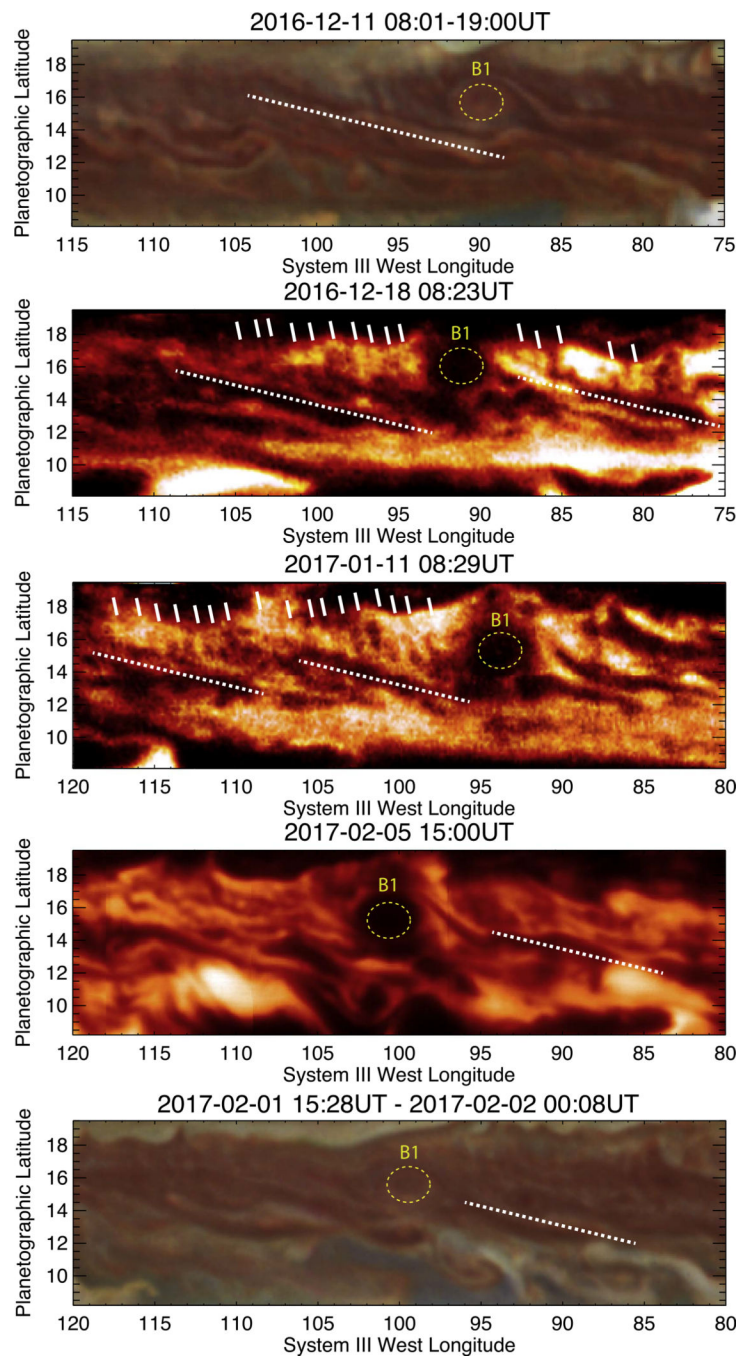 2016-12-11 08:01-19:00UT
Planetographic Latitude
18
16
14
12
10
B1
115 110 105 100 95 90 85 80 75
System III West Longitude
2016-12-18 08:23UT
Planetographic Latitude
18
16
14
12
10
B1
115 110 105 100 95 90 85 80 75
System III West Longitude
2017-01-11 08:29UT
Planetographic Latitude
18
16
14
12
10
B1
120 115 110 105 100 95 90 85 80
System III West Longitude
2017-02-05 15:00UT
Planetographic Latitude
18
16
14
12
10
B1
120 115 110 105 100 95 90 85 80
System III West Longitude
2017-02-01 15:28UT - 2017-02-02 00:08UT
Planetographic Latitude
18
16
14
12
10
B1
120 115 110 105 100 95 90 85 80
System III West Longitude